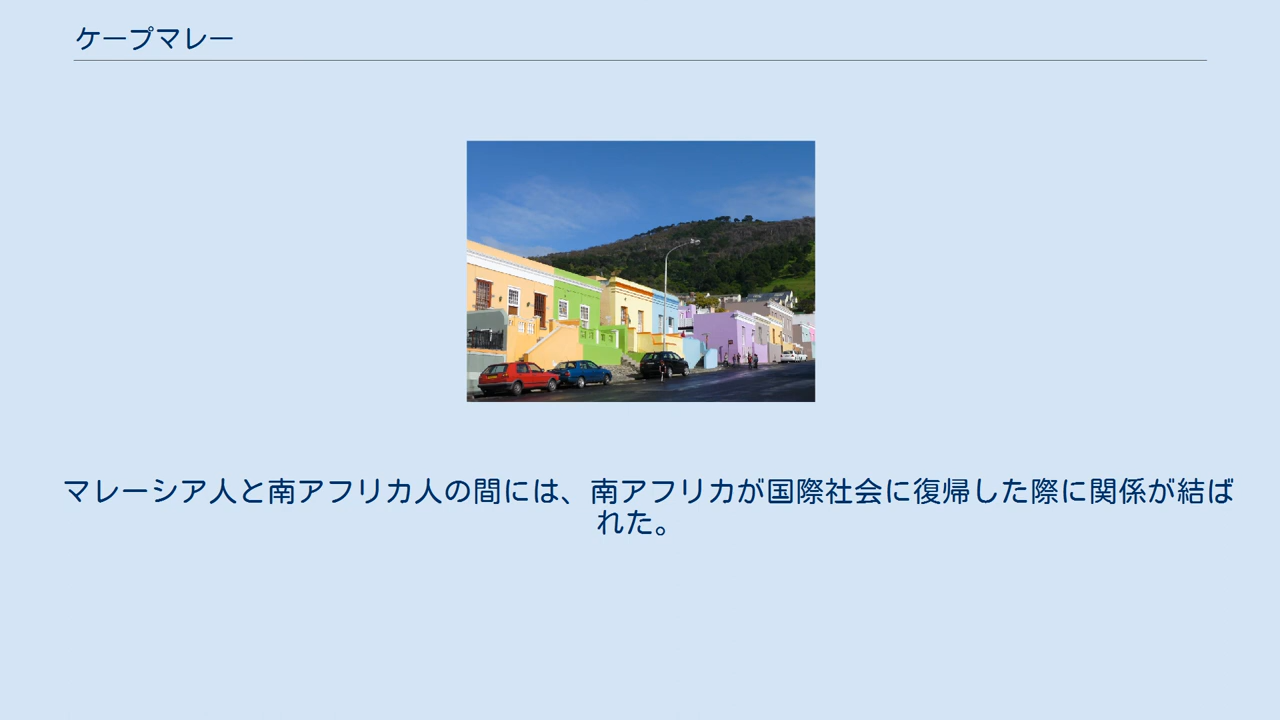 ケープマレー
マレーシア人と南アフリカ人の間には、南アフリカが国際社会に復帰した際に関係が結ば
れた。